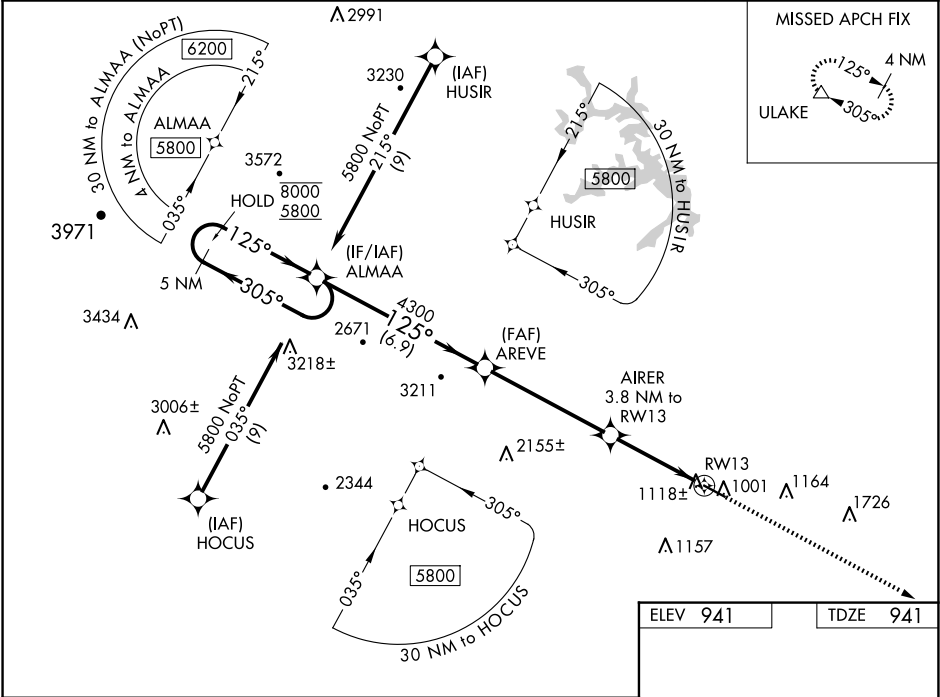 2991
MISSED APCH FIX
125°
4 NM
ULAKE
305°
30 NM to ALMAA (NoPT)
6200
4 NM to ALMAA
215°
ALMAA
5800
035°
3230
(IAF)
HUSIR
5800 NoPT
215°
(9)
215°
30 NM to HUSIR
5800
HUSIR
305°
3572
HOLD
8000
5800
3971
125°
(IF/IAF)
ALMAA
5 NM
305°
3434
2671
4300
125°
(6.9)
(FAF)
AREVE
3218±
3211
AIRER
3.8 NM to
RW13
3006±
5800 NoPT
035°
(9)
2155±
RW13
1118±
1001
1164
1726
2344
(IAF)
HOCUS
305°
HOCUS
035°
5800
30 NM to HOCUS
1157
ELEV 941
TDZE 941